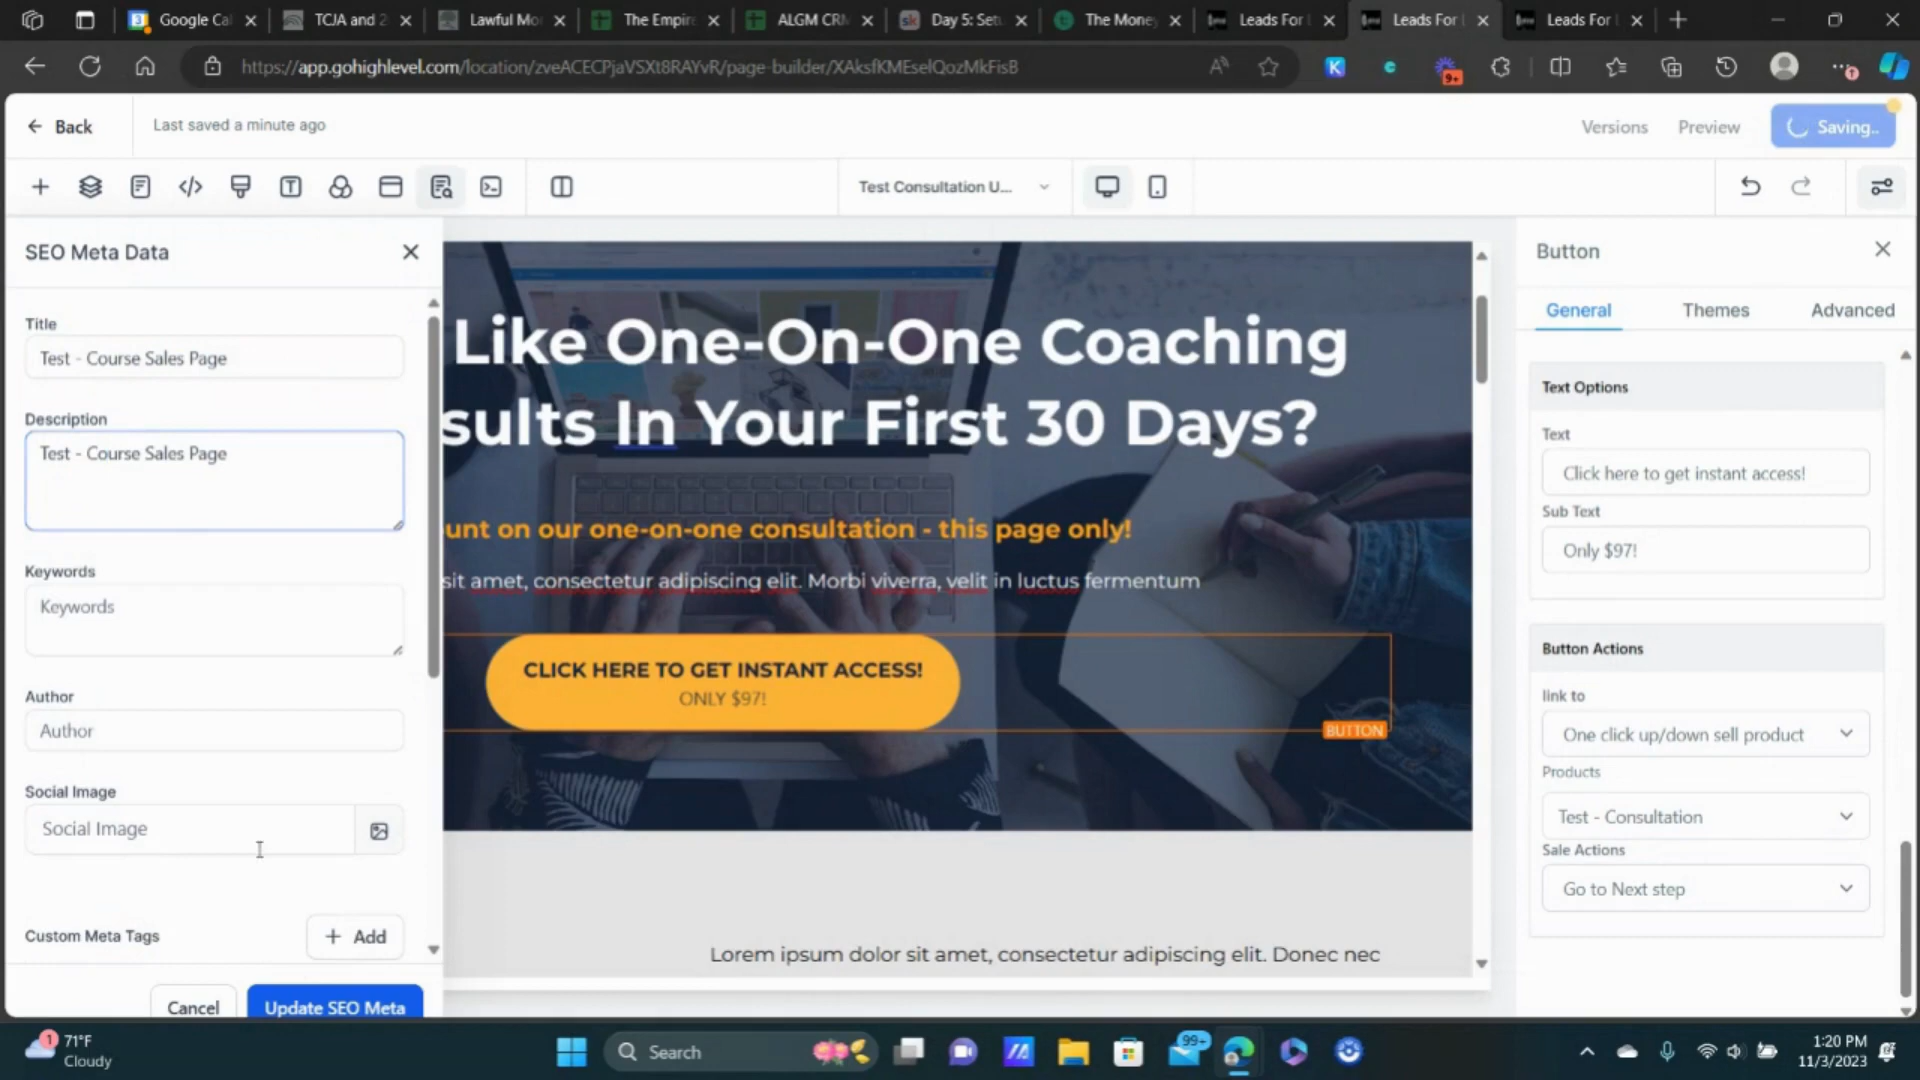 Google Cal
TCJA and 2
Lawful Mo
The Empire
ALGM CRM
Day 5: Setu
The Money
Leads For
Leads For
Leads For
https://app.gohighlevel.com/location/zveACECPjaVSXt8RAYvR/page-builder/XAksfKMEselQozMkFisB
9+
1
Back
Last saved a minute ago
Versions
Preview
Saving..
Test Consultation U...
SEO Meta Data
Title
Test - Course Sales Page
Description
Test - Course Sales Page
Keywords
Keywords
Author
Author
Social Image
Social Image
Custom Meta Tags
+ Add
Cancel
Update SEO Meta
Like One-On-One Coaching
sults In Your First 30 Days?
unt on our one-on-one consultation - this page only!
sit amet, consectetur adipiscing elit. Morbi viverra, velit in luctus fermentum
CLICK HERE TO GET INSTANT ACCESS!
ONLY $97!
BUTTON
Lorem ipsum dolor sit amet, consectetur adipiscing elit. Donec nec
Button
General
Themes
Advanced
Text Options
Text
Click here to get instant access!
Sub Text
Only $97!
Button Actions
link to
One click up/down sell product
Products
Test - Consultation
Sale Actions
Go to Next step
1
71°F
Cloudy
Search
99+
1:20 PM
11/3/2023